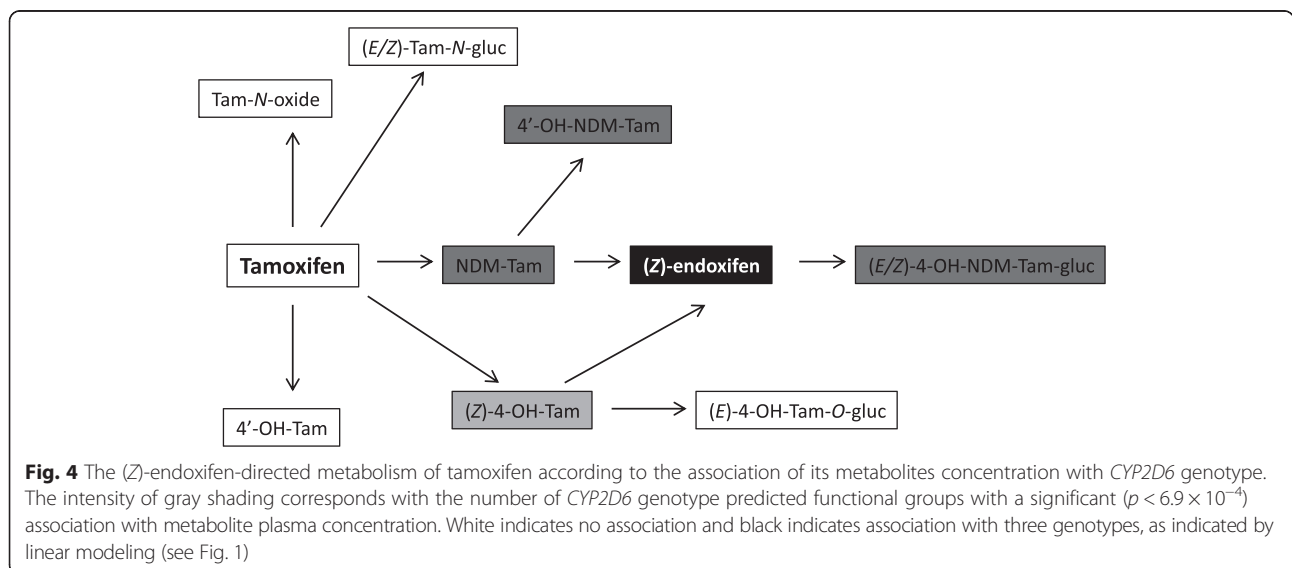 (E/Z)-Tam-N-gluc
Tam-N-oxide
4′-OH-NDM-Tam
Tamoxifen
NDM-Tam
(Z)-endoxifen
(E/Z)-4-OH-NDM-Tam-gluc
(Z)-4-OH-Tam
(E)-4-OH-Tam-O-gluc
4′-OH-Tam
Fig. 4 The (Z)-endoxifen-directed metabolism of tamoxifen according to the association of its metabolites concentration with CYP2D6 genotype.
The intensity of gray shading corresponds with the number of CYP2D6 genotype predicted functional groups with a significant (p < 6.9 × 10⁻⁴)
association with metabolite plasma concentration. White indicates no association and black indicates association with three genotypes, as indicated by
linear modeling (see Fig. 1)